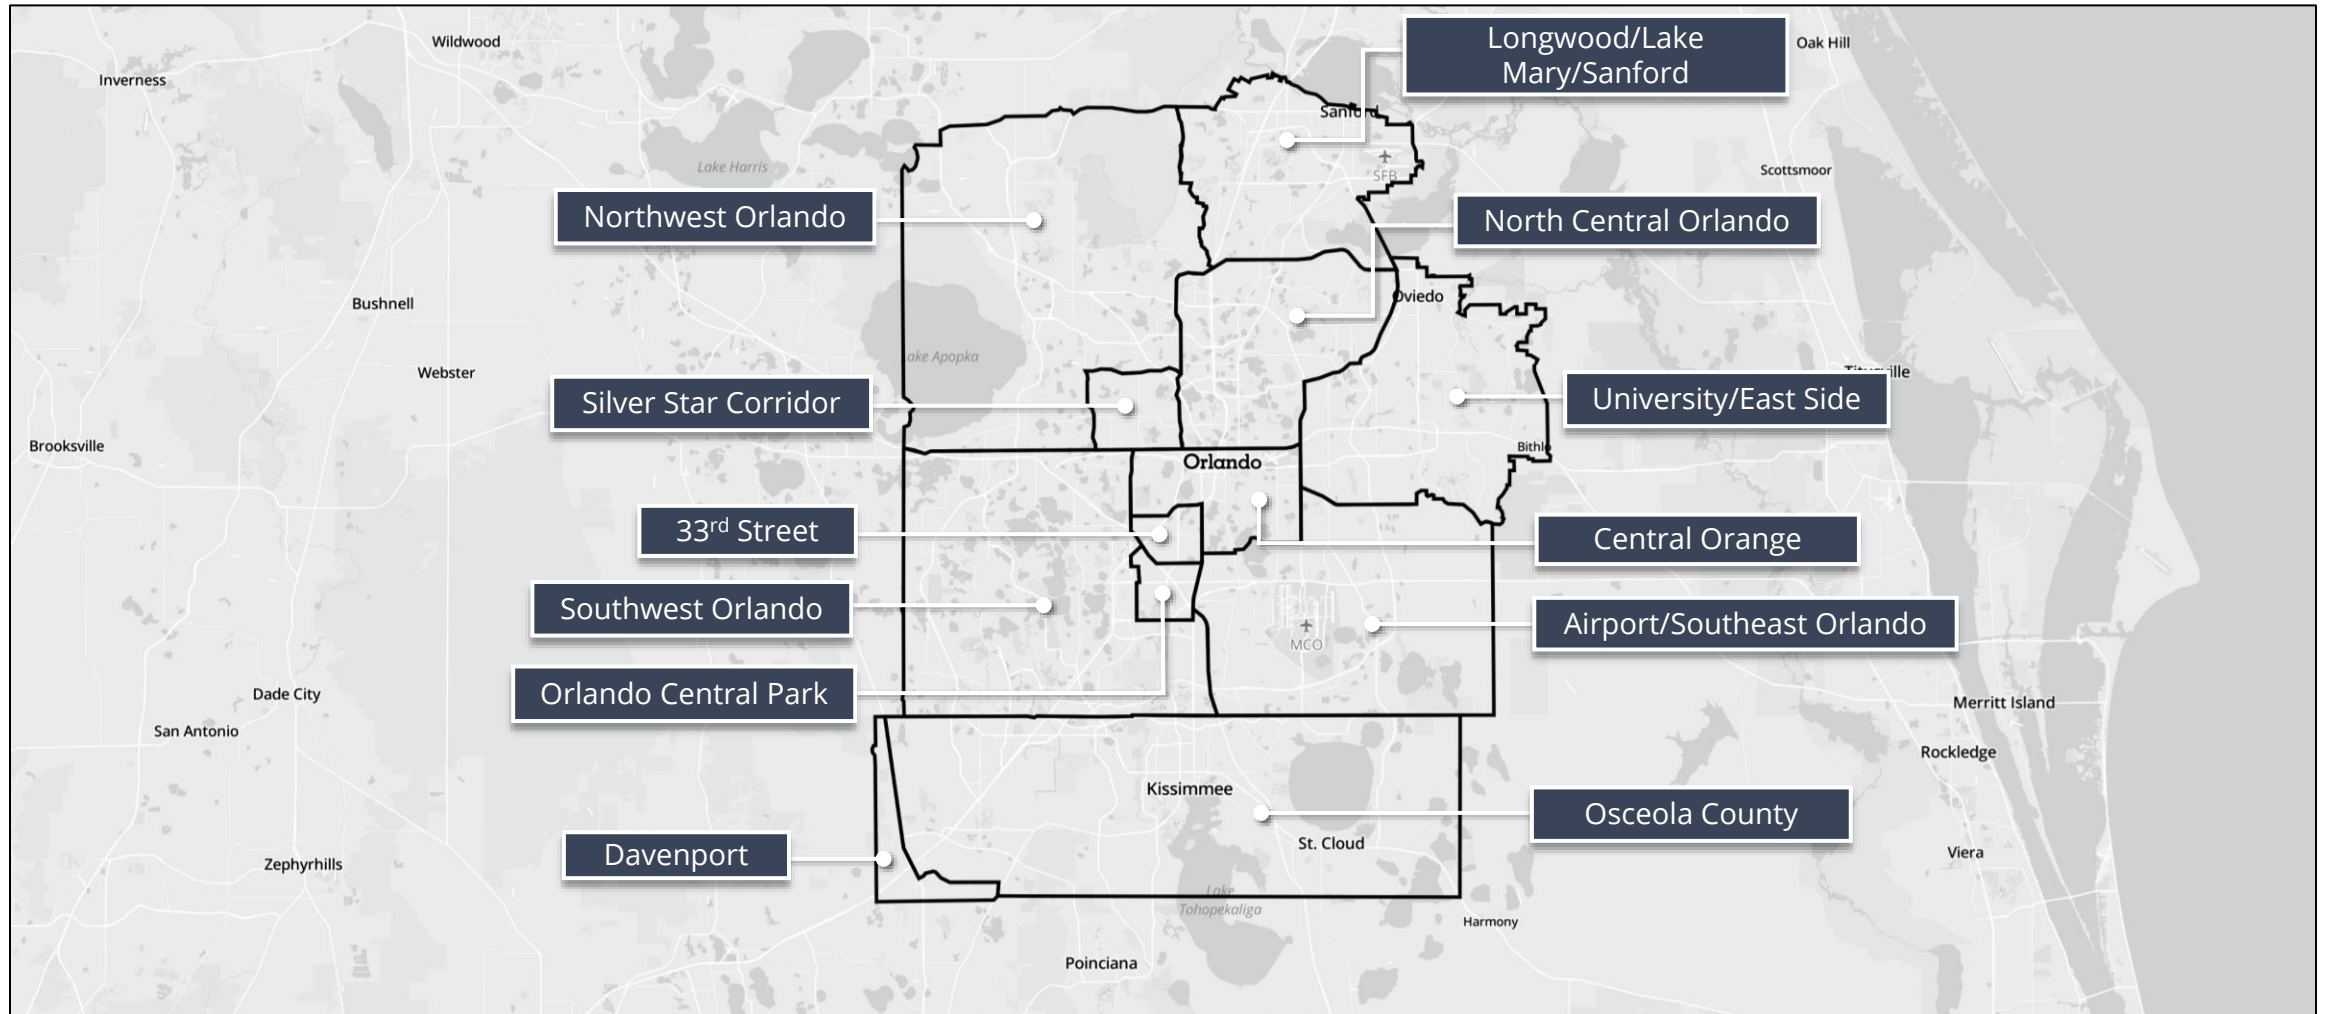 Longwood/Lake
Mary/Sanford
Wildwood
Oak Hill
Inverness
Sanford
Lake Harris
SFB
Scottsmoor
Northwest Orlando
North Central Orlando
Bushnell
Oviedo
Lake Apopka
Webster
Titusville
Silver Star Corridor
University/East Side
Brooksville
Bithlo
Orlando
33rd Street
Central Orange
Southwest Orlando
Airport/Southeast Orlando
MCO
Orlando Central Park
Dade City
Merritt Island
San Antonio
Rockledge
Kissimmee
Osceola County
St. Cloud
Davenport
Zephyrhills
Viera
Lake
Tohopekaliga
Harmony
Poinciana